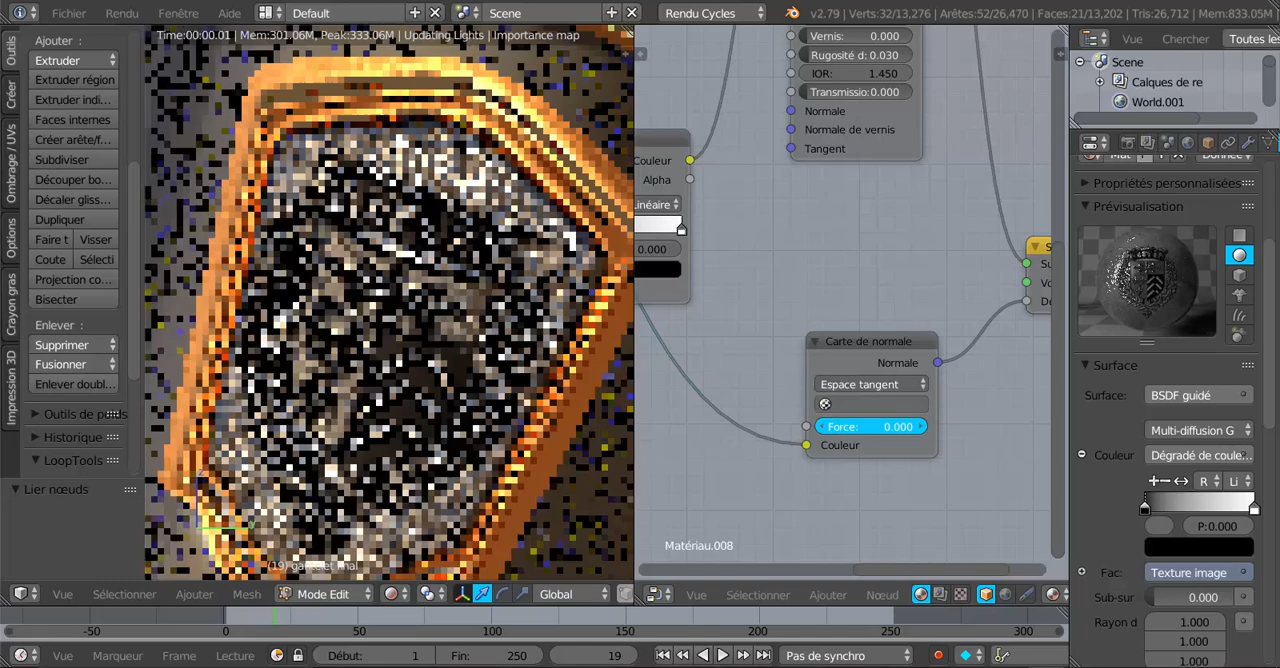 Fichier Rendu Fenêtre Aide Default Scene Rendu Cycles v2.79 | Verts:32/13,276 | Arêtes:52/26,470 | Faces:21/13,202 | Tris:26,712 | Mem:833.05M
Time:00:00.01 | Mem:301.06M, Peak:333.06M | Updating Lights | Importance map
Outils
Créer
Ombrage / UVs
Options
Crayon gras
Impression 3D
Ajouter :
Extruder
Extruder région
Extruder indi...
Faces internes
Créer arête/f...
Subdiviser
Découper bo...
Décaler gliss...
Dupliquer
Faire t Visser
Coute Sélecti
Projection co...
Bisecter
Enlever :
Supprimer
Fusionner
Enlever doubl...
Historique
LoopTools
Lier nœuds
Vernis: 0.000
Rugosité d: 0.030
IOR: 1.450
Transmissio: 0.000
Normale
Normale de vernis
Tangent
Couleur
Alpha
0.000
Carte de normale
Normale
Espace tangent
Force: 0.000
Couleur
Matériau.008
Vue Chercher Toutes les
Scene
Calques de re
World.001
Propriétés personnalisées
Prévisualisation
Surface
Surface: BSDF guidé
Multi-diffusion G
Couleur Dégradé de coule...
R Li
P:0.000
Fac: Texture image
Sub-sur 0.000
Rayon d 1.000
1.000
1.000
Vue Sélectionner Ajouter Mesh Mode Edit Global
Vue Sélectionner Ajouter Nœud
-50 0 50 100 150 200 250 300
Vue Marqueur Frame Lecture Début: 1 Fin: 250 19 Pas de synchro